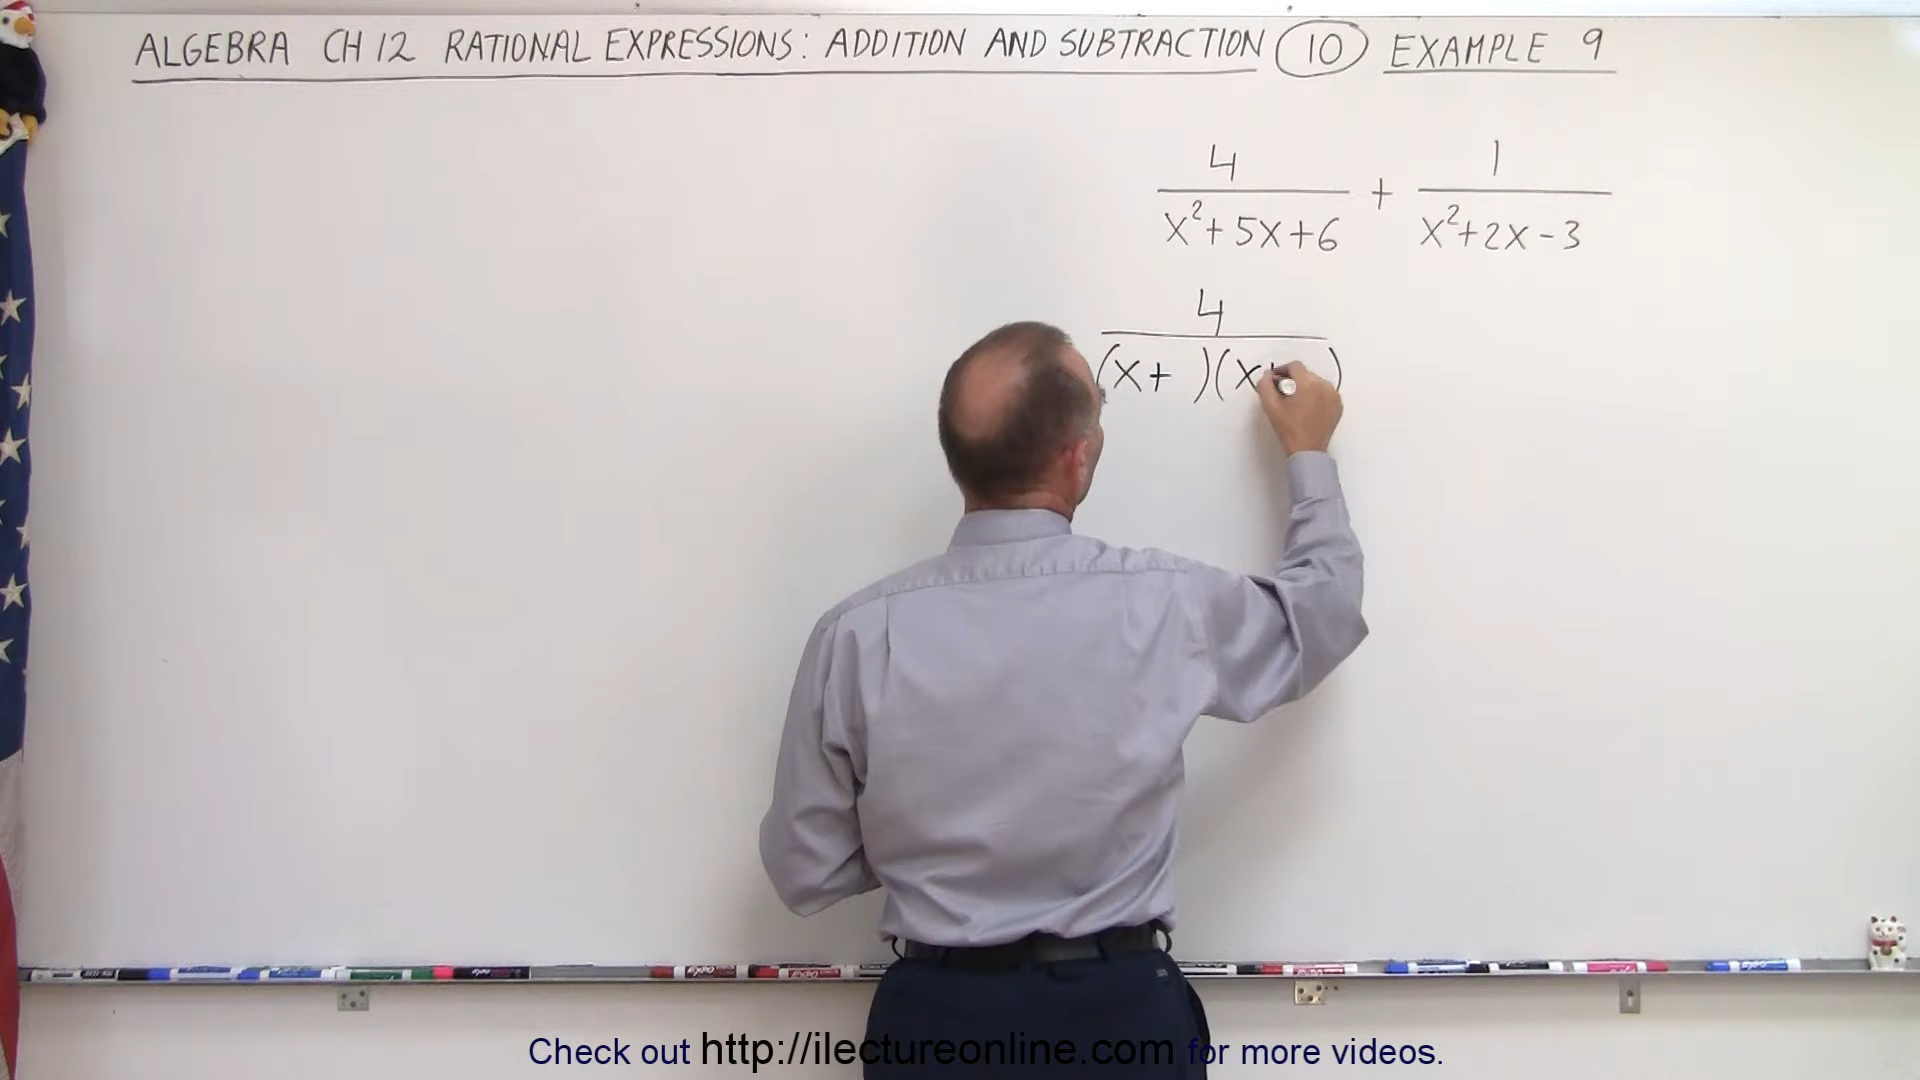 ALGEBRA CH 12 RATIONAL EXPRESSIONS: ADDITION AND SUBTRACTION 10 EXAMPLE 9
4/(x²+5x+6) + 1/(x²+2x-3)
4/(x+ )(x+ )
Check out http://ilectureonline.com for more videos.